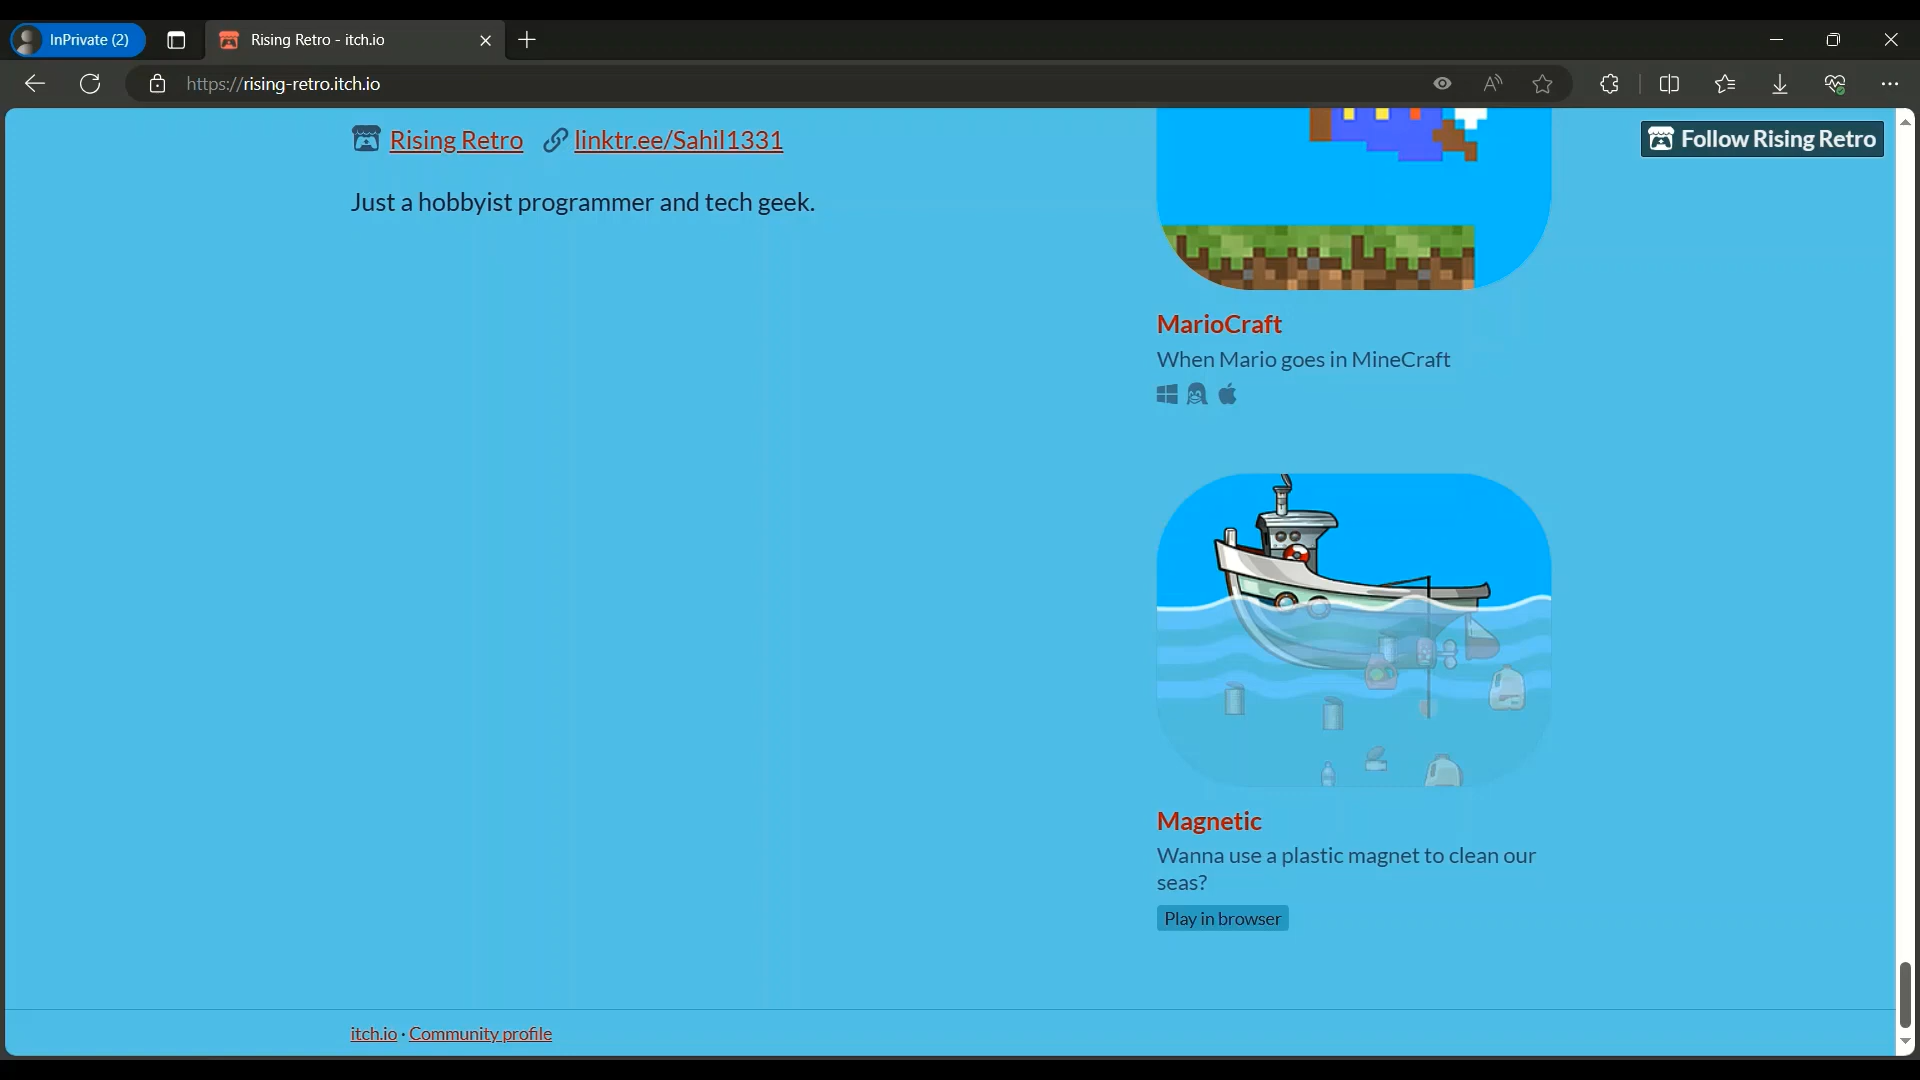 InPrivate (2)
Rising Retro - itch.io
https://rising-retro.itch.io
Rising Retro
linktr.ee/Sahil1331
Follow Rising Retro
Just a hobbyist programmer and tech geek.
MarioCraft
When Mario goes in MineCraft
Magnetic
Wanna use a plastic magnet to clean our
seas?
Play in browser
itch.io · Community profile